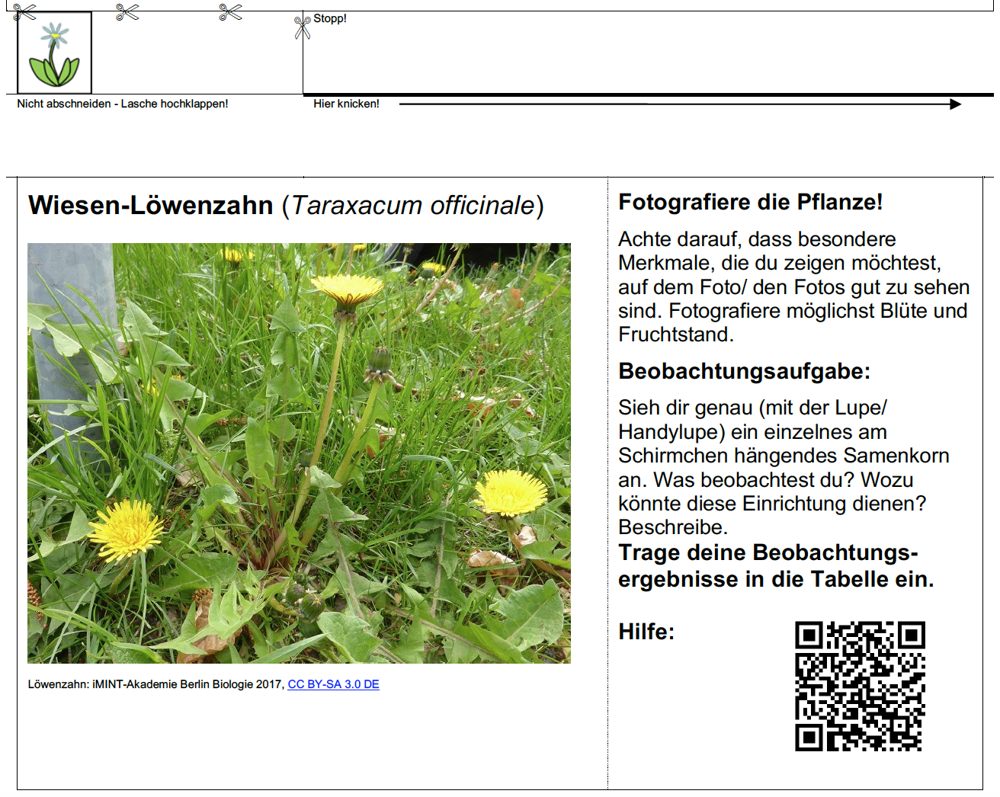 Stopp!
Nicht abschneiden - Lasche hochklappen!
Hier knicken!
Wiesen-Löwenzahn (Taraxacum officinale)
Löwenzahn: iMINT-Akademie Berlin Biologie 2017, CC BY-SA 3.0 DE
Fotografiere die Pflanze!
Achte darauf, dass besondere
Merkmale, die du zeigen möchtest,
auf dem Foto/ den Fotos gut zu sehen
sind. Fotografiere möglichst Blüte und
Fruchtstand.
Beobachtungsaufgabe:
Sieh dir genau (mit der Lupe/
Handylupe) ein einzelnes am
Schirmchen hängendes Samenkorn
an. Was beobachtest du? Wozu
könnte diese Einrichtung dienen?
Beschreibe.
Trage deine Beobachtungs-
ergebnisse in die Tabelle ein.
Hilfe: